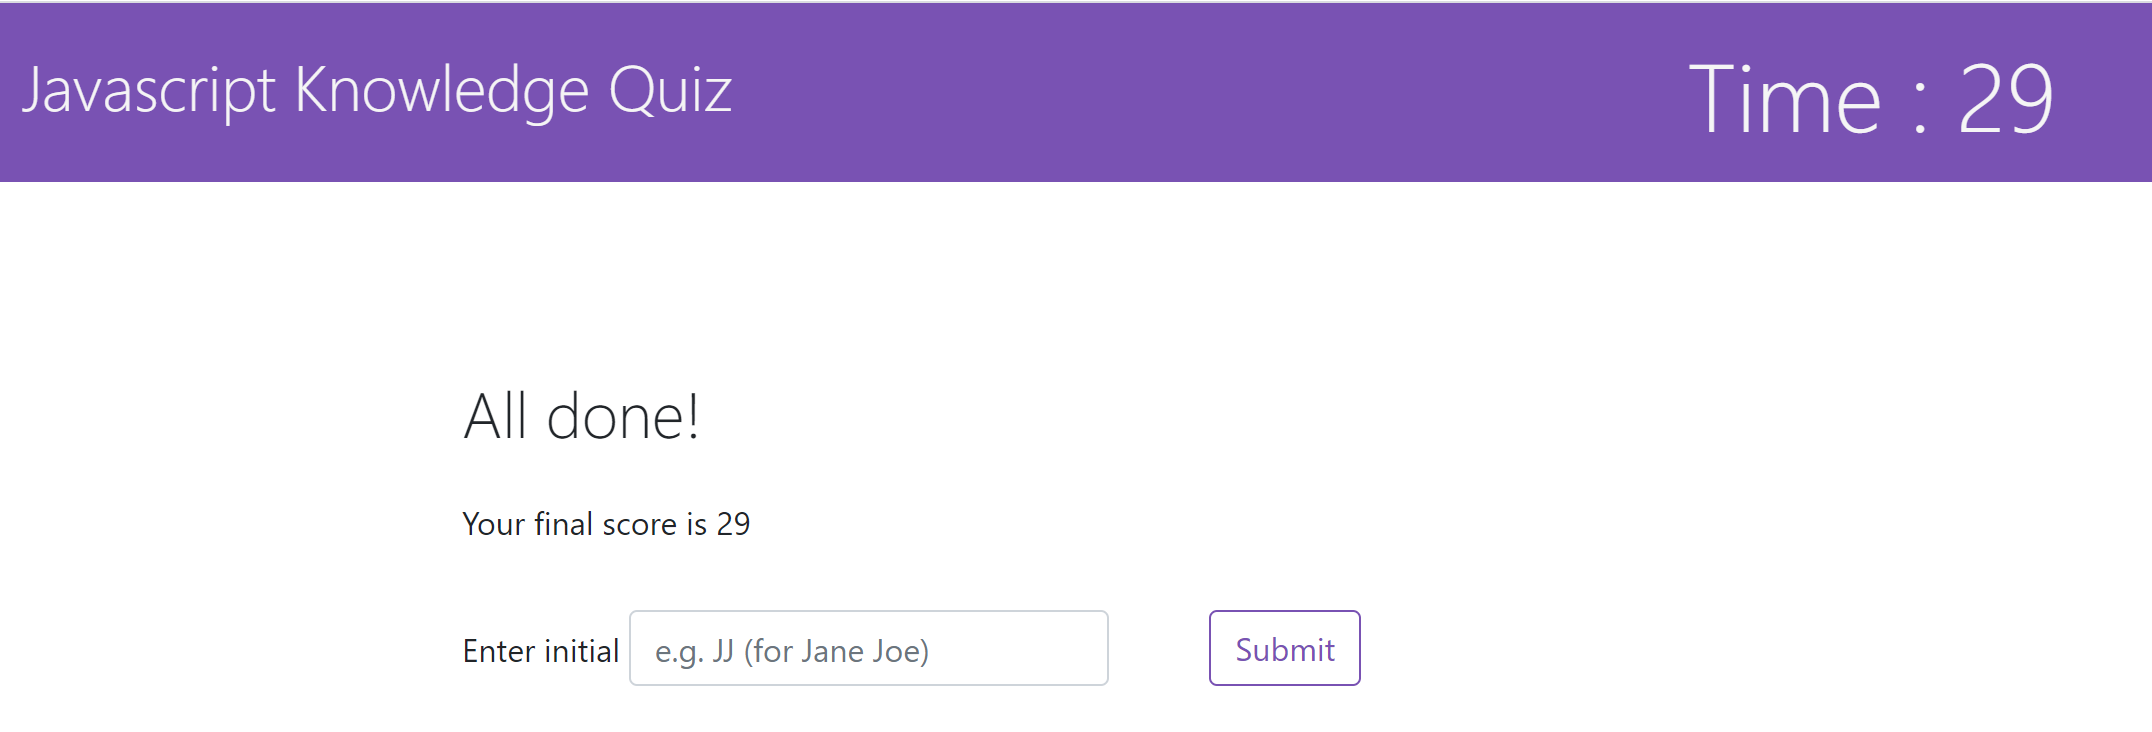 Javascript Knowledge Quiz
Time : 29
All done!
Your final score is 29
Enter initial
e.g. JJ (for Jane Joe)
Submit